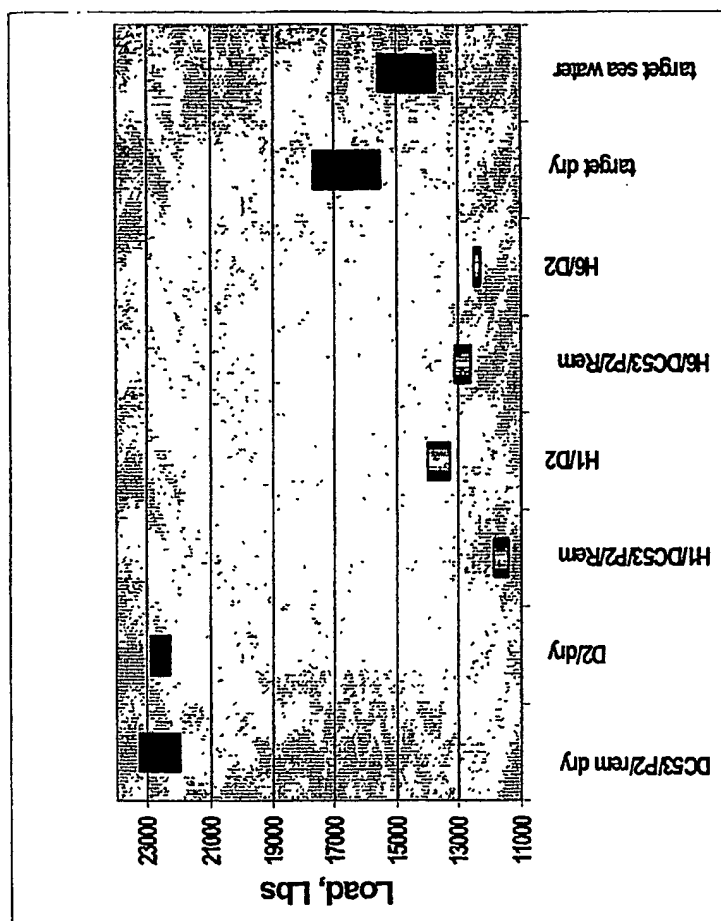 Load, Lbs
23000
21000
19000
17000
15000
13000
11000
DC53/P2/rem dry
D2/dry
H1/DC53/P2/Rem
H1/D2
H6/DC53/P2/Rem
H6/D2
target dry
target sea water